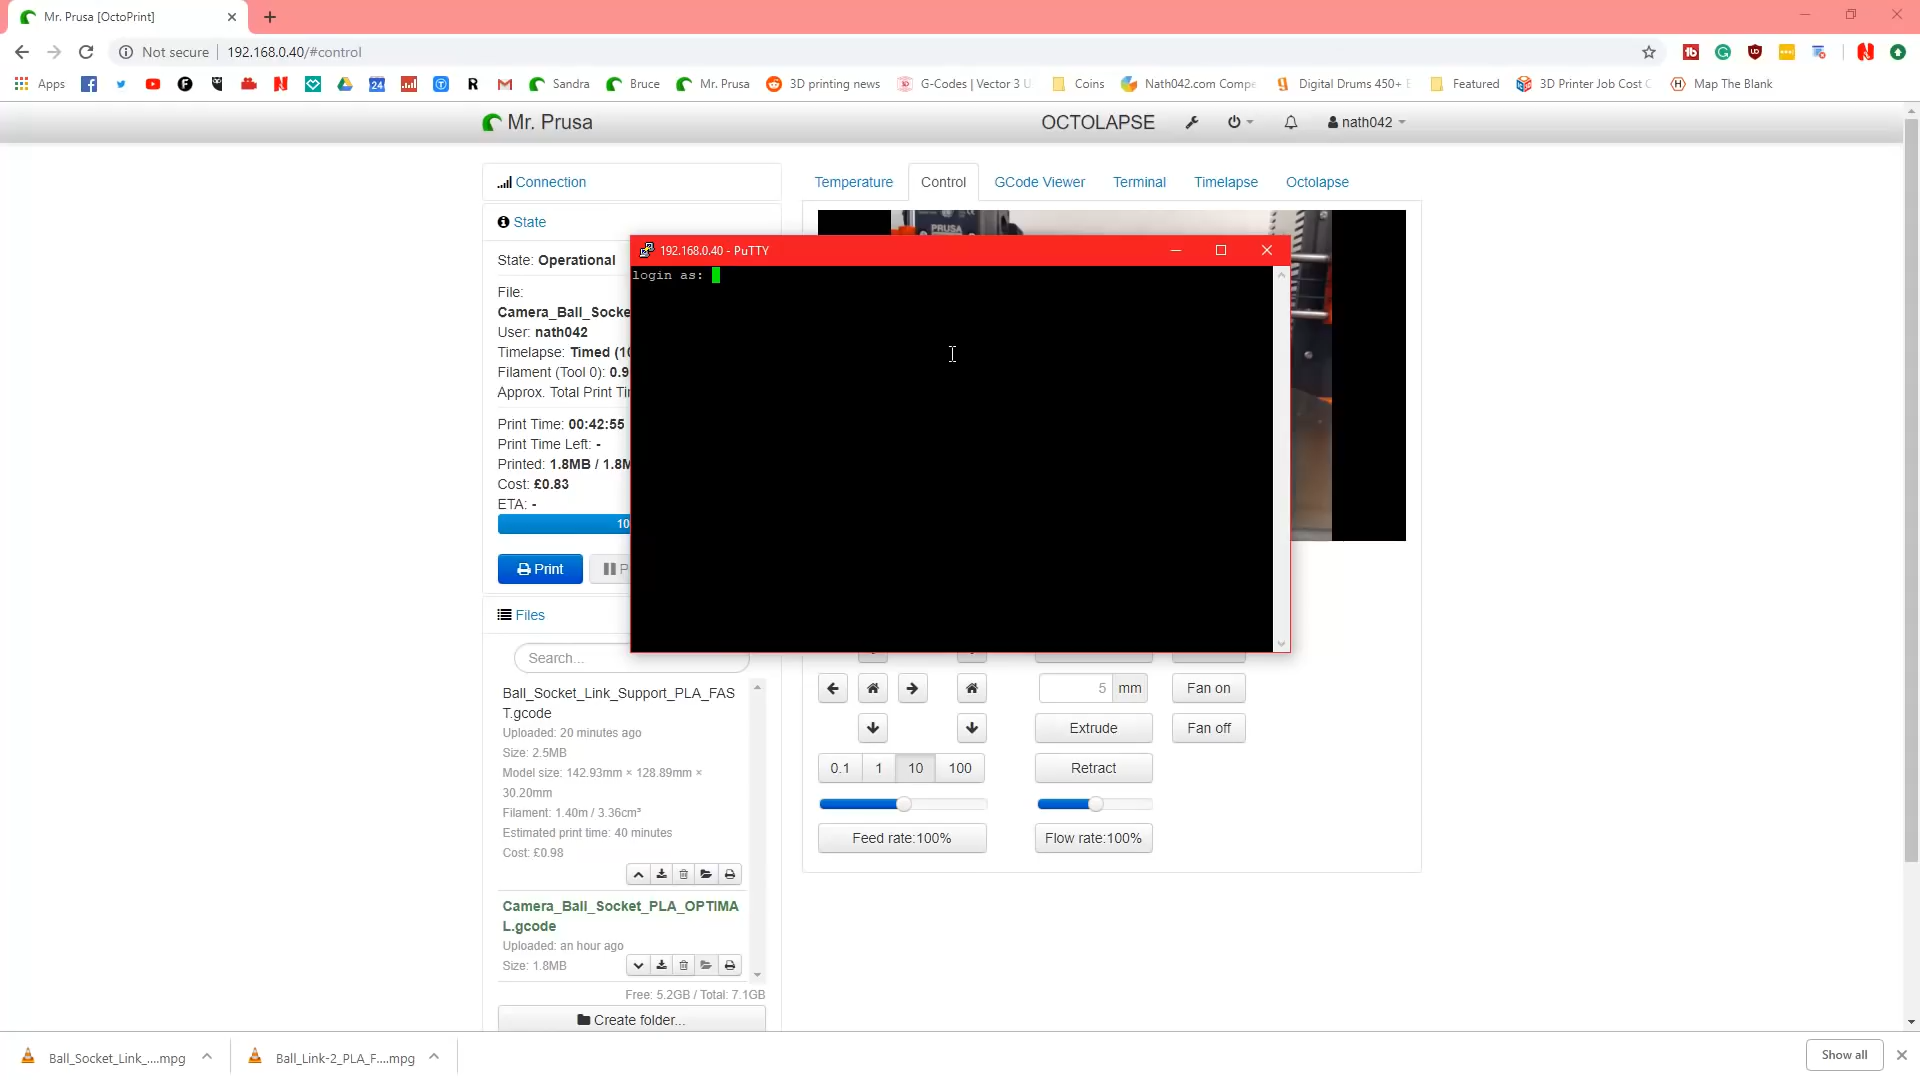 Mr. Prusa [OctoPrint]
Not secure
192.168.0.40/#control
Apps
24
Sandra
Bruce
Mr. Prusa
3D printing news
G-Codes | Vector 3 U
Coins
Nath042.com Compe
Digital Drums 450+ E
Featured
3D Printer Job Cost C
Map The Blank
Mr. Prusa
OCTOLAPSE
nath042
Connection
Temperature
Control
GCode Viewer
Terminal
Timelapse
Octolapse
State
PRUSA
192.168.0.40 - PuTTY
login as:
State: Operational
File:
Camera_Ball_Socke
User: nath042
Timelapse: Timed (10
Filament (Tool 0): 0.9
Approx. Total Print Ti
Print Time: 00:42:55
Print Time Left: -
Printed: 1.8MB / 1.8M
Cost: £0.83
ETA: -
10
Print
P
Files
Search...
Ball_Socket_Link_Support_PLA_FAS
T.gcode
Uploaded: 20 minutes ago
Size: 2.5MB
Model size: 142.93mm × 128.89mm ×
30.20mm
Filament: 1.40m / 3.36cm³
Estimated print time: 40 minutes
Cost: £0.98
Camera_Ball_Socket_PLA_OPTIMA
L.gcode
Uploaded: an hour ago
Size: 1.8MB
Free: 5.2GB / Total: 7.1GB
Create folder...
5 mm
Fan on
Extrude
Fan off
0.1
1
10
100
Retract
Feed rate:100%
Flow rate:100%
Ball_Socket_Link_....mpg
Ball_Link-2_PLA_F....mpg
Show all